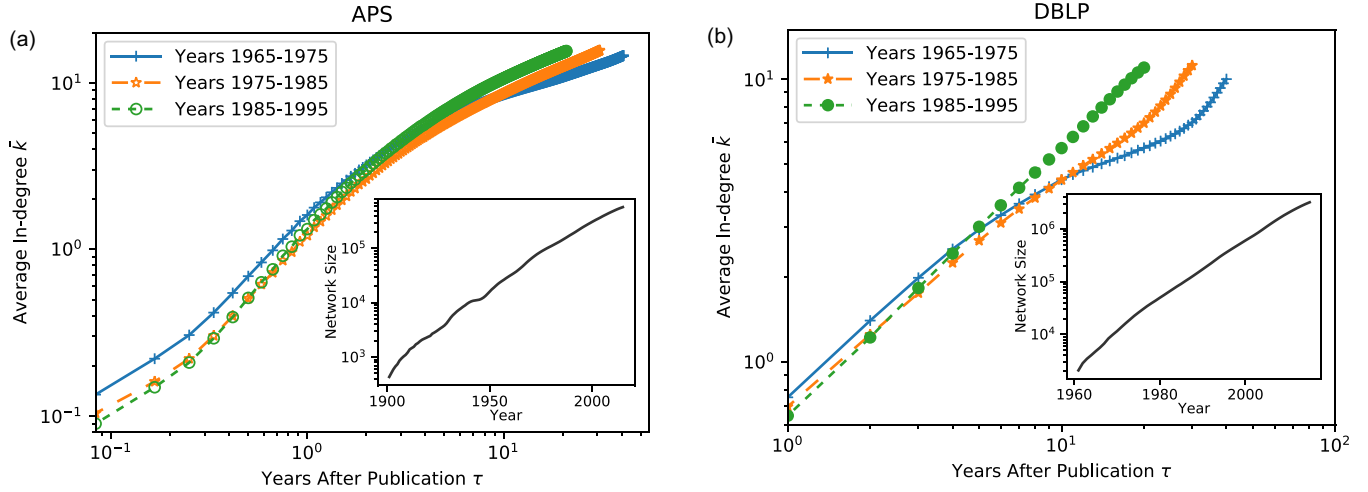 APS
(a)
Years 1965-1975
Years 1975-1985
Years 1985-1995
10^1
10^0
10^{-1}
Average In-degree k̄
10^{-1}
10^0
10^1
Years After Publication τ
10^5
10^4
10^3
Network Size
1900
1950
2000
Year
DBLP
(b)
Years 1965-1975
Years 1975-1985
Years 1985-1995
10^1
10^0
Average In-degree k̄
10^0
10^1
10^2
Years After Publication τ
10^6
10^5
10^4
Network Size
1960
1980
2000
Year